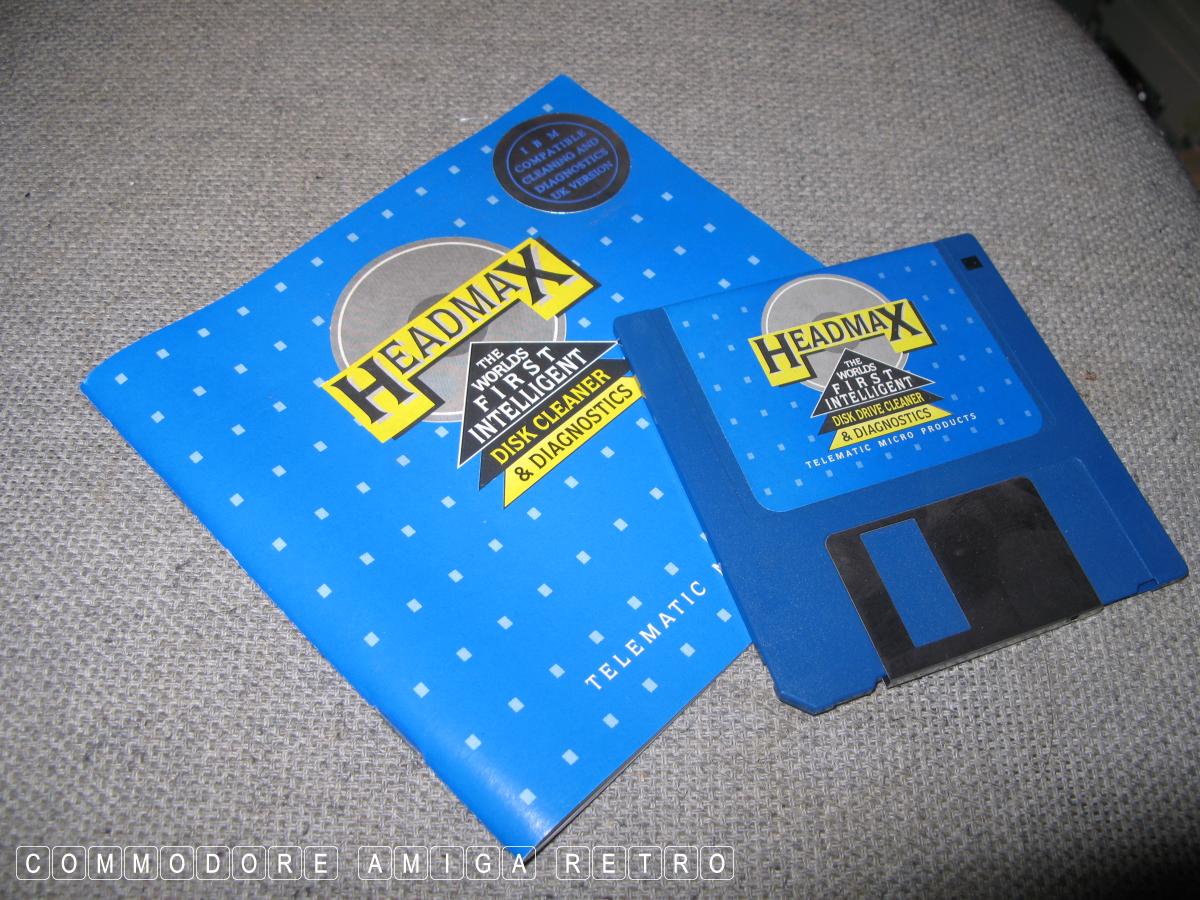 I B M
COMPATIBLE
CLEANING AND
DIAGNOSTICS
UK VERSION
HEADMAX
THE
WORLDS
FIRST
INTELLIGENT
DISK CLEANER
& DIAGNOSTICS
TELEMATIC
HEADMAX
THE
WORLDS
FIRST
INTELLIGENT
DISK DRIVE CLEANER
& DIAGNOSTICS
TELEMATIC MICRO PRODUCTS
COMMODORE AMIGA RETRO